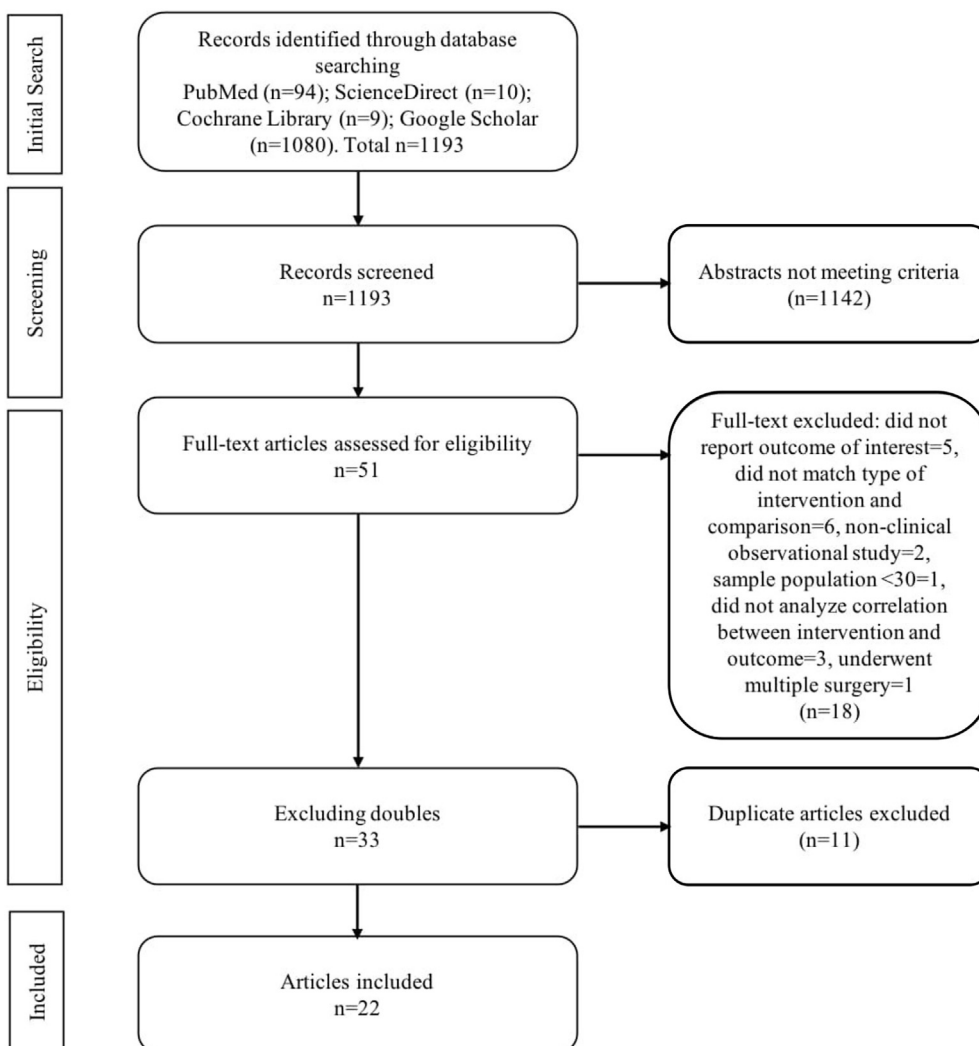 Initial Search
Records identified through database
searching
PubMed (n=94); ScienceDirect (n=10);
Cochrane Library (n=9); Google Scholar
(n=1080). Total n=1193
Screening
Records screened
n=1193
Abstracts not meeting criteria
(n=1142)
Eligibility
Full-text articles assessed for eligibility
n=51
Full-text excluded: did not
report outcome of interest=5,
did not match type of
intervention and
comparison=6, non-clinical
observational study=2,
sample population <30=1,
did not analyze correlation
between intervention and
outcome=3, underwent
multiple surgery=1
(n=18)
Excluding doubles
n=33
Duplicate articles excluded
(n=11)
Included
Articles included
n=22